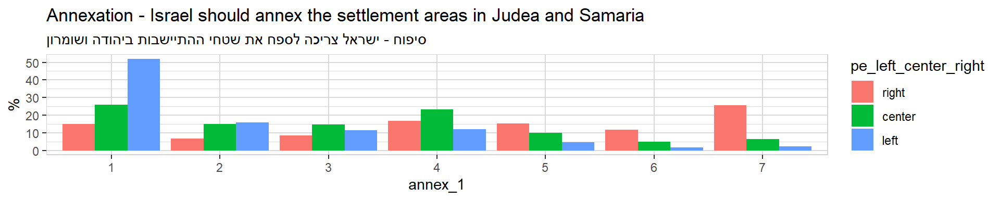 Annexation - Israel should annex the settlement areas in Judea and Samaria
סיפוח - ישראל צריכה לספח את שטחי ההתיישבות ביהודה ושומרון
%
50
40
30
20
10
0
1 2 3 4 5 6 7
annex_1
pe_left_center_right
right
center
left